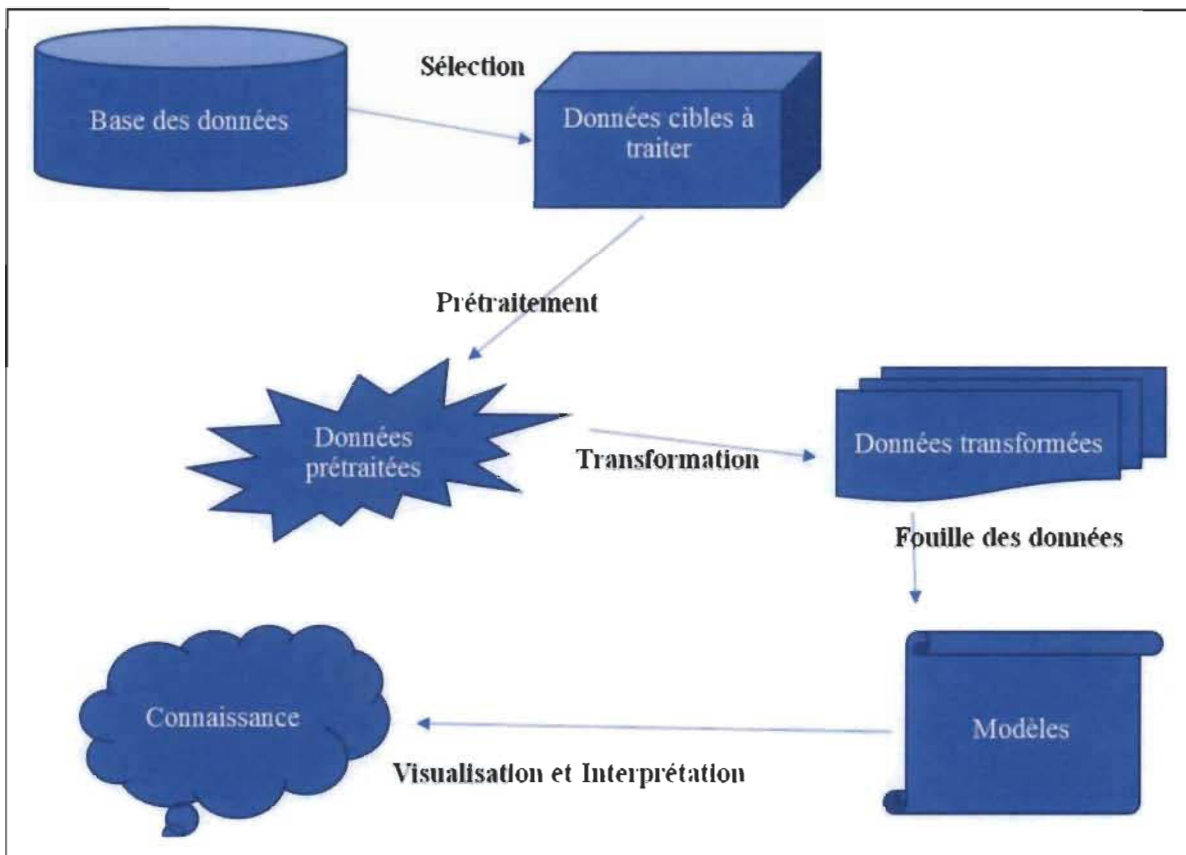 Sélection
Base des données
Données cibles à
traiter
Prétraitement
Données
prétraitées
Transformation
Données transformées
Fouille des données
Modèles
Visualisation et Interprétation
Connaissance